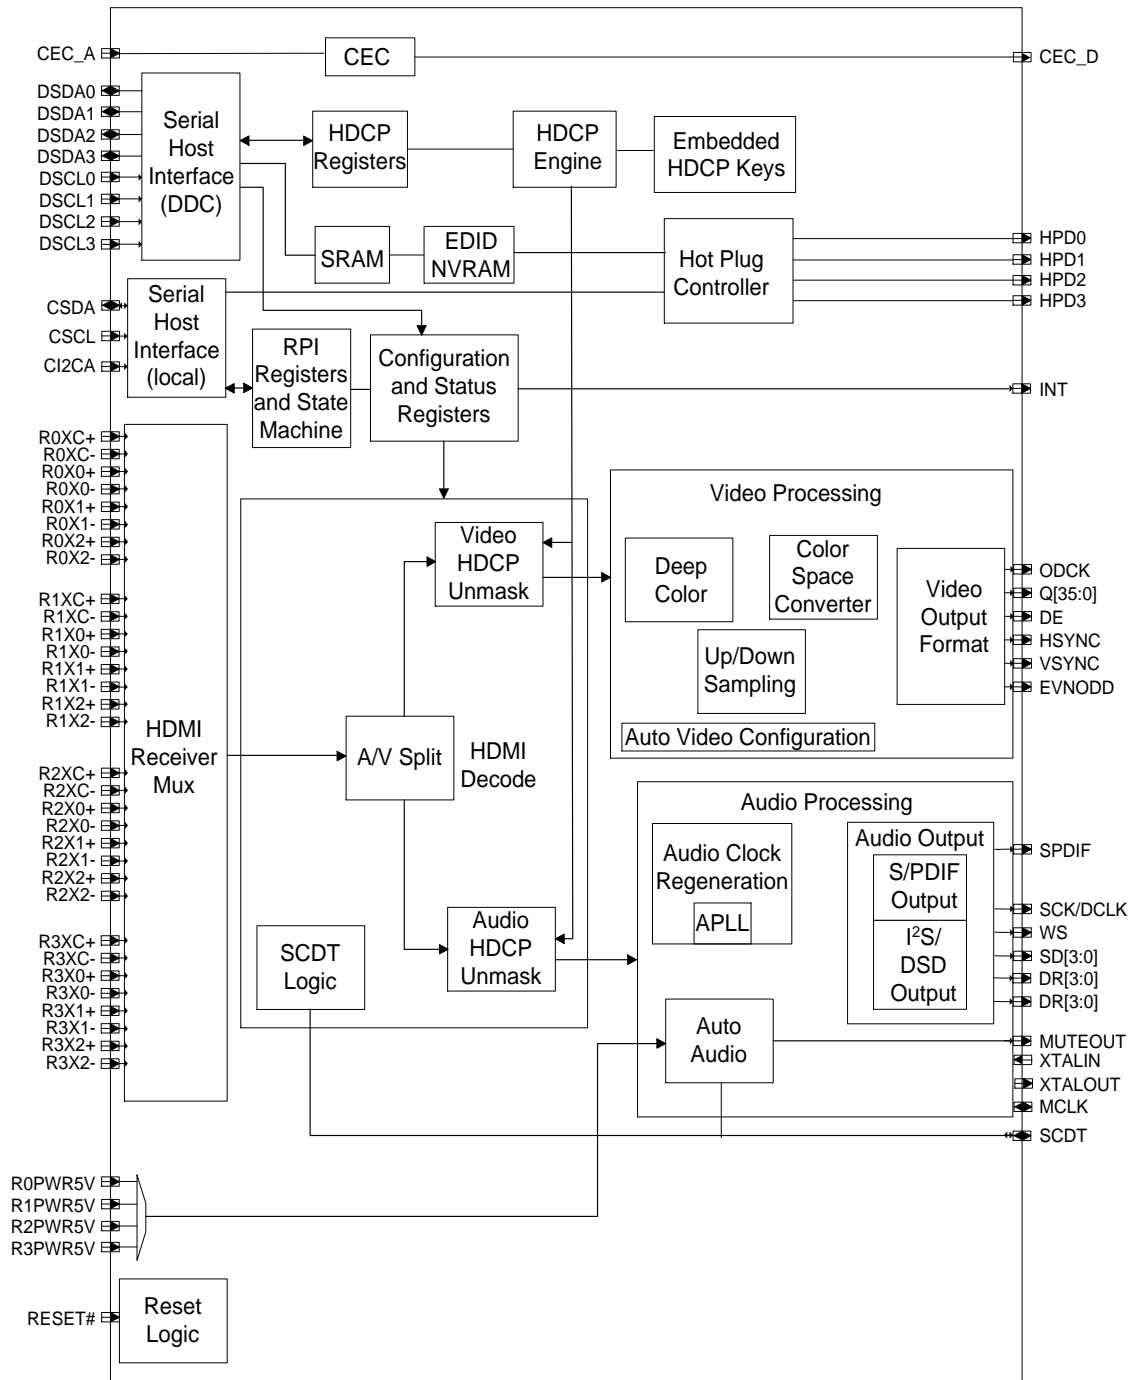 CEC_A
CEC
CEC_D
DSDA0
DSDA1
DSDA2
DSDA3
DSCL0
DSCL1
DSCL2
DSCL3
Serial
Host
Interface
(DDC)
HDCP
Registers
HDCP
Engine
Embedded
HDCP Keys
SRAM
EDID
NVRAM
Hot Plug
Controller
HPD0
HPD1
HPD2
HPD3
CSDA
CSCL
CI2CA
Serial
Host
Interface
(local)
RPI
Registers
and State
Machine
Configuration
and Status
Registers
INT
R0XC+
R0XC-
R0X0+
R0X0-
R0X1+
R0X1-
R0X2+
R0X2-
R1XC+
R1XC-
R1X0+
R1X0-
R1X1+
R1X1-
R1X2+
R1X2-
R2XC+
R2XC-
R2X0+
R2X0-
R2X1+
R2X1-
R2X2+
R2X2-
R3XC+
R3XC-
R3X0+
R3X0-
R3X1+
R3X1-
R3X2+
R3X2-
HDMI
Receiver
Mux
Video
HDCP
Unmask
A/V Split
HDMI
Decode
Audio
HDCP
Unmask
SCDT
Logic
Video Processing
Deep
Color
Color
Space
Converter
Up/Down
Sampling
Auto Video Configuration
Video
Output
Format
ODCK
Q[35:0]
DE
HSYNC
VSYNC
EVNODD
Audio Processing
Audio Clock
Regeneration
APLL
Audio Output
S/PDIF
Output
I²S/
DSD
Output
Auto
Audio
SPDIF
SCK/DCLK
WS
SD[3:0]
DR[3:0]
DR[3:0]
MUTEOUT
XTALIN
XTALOUT
MCLK
SCDT
R0PWR5V
R1PWR5V
R2PWR5V
R3PWR5V
RESET#
Reset
Logic